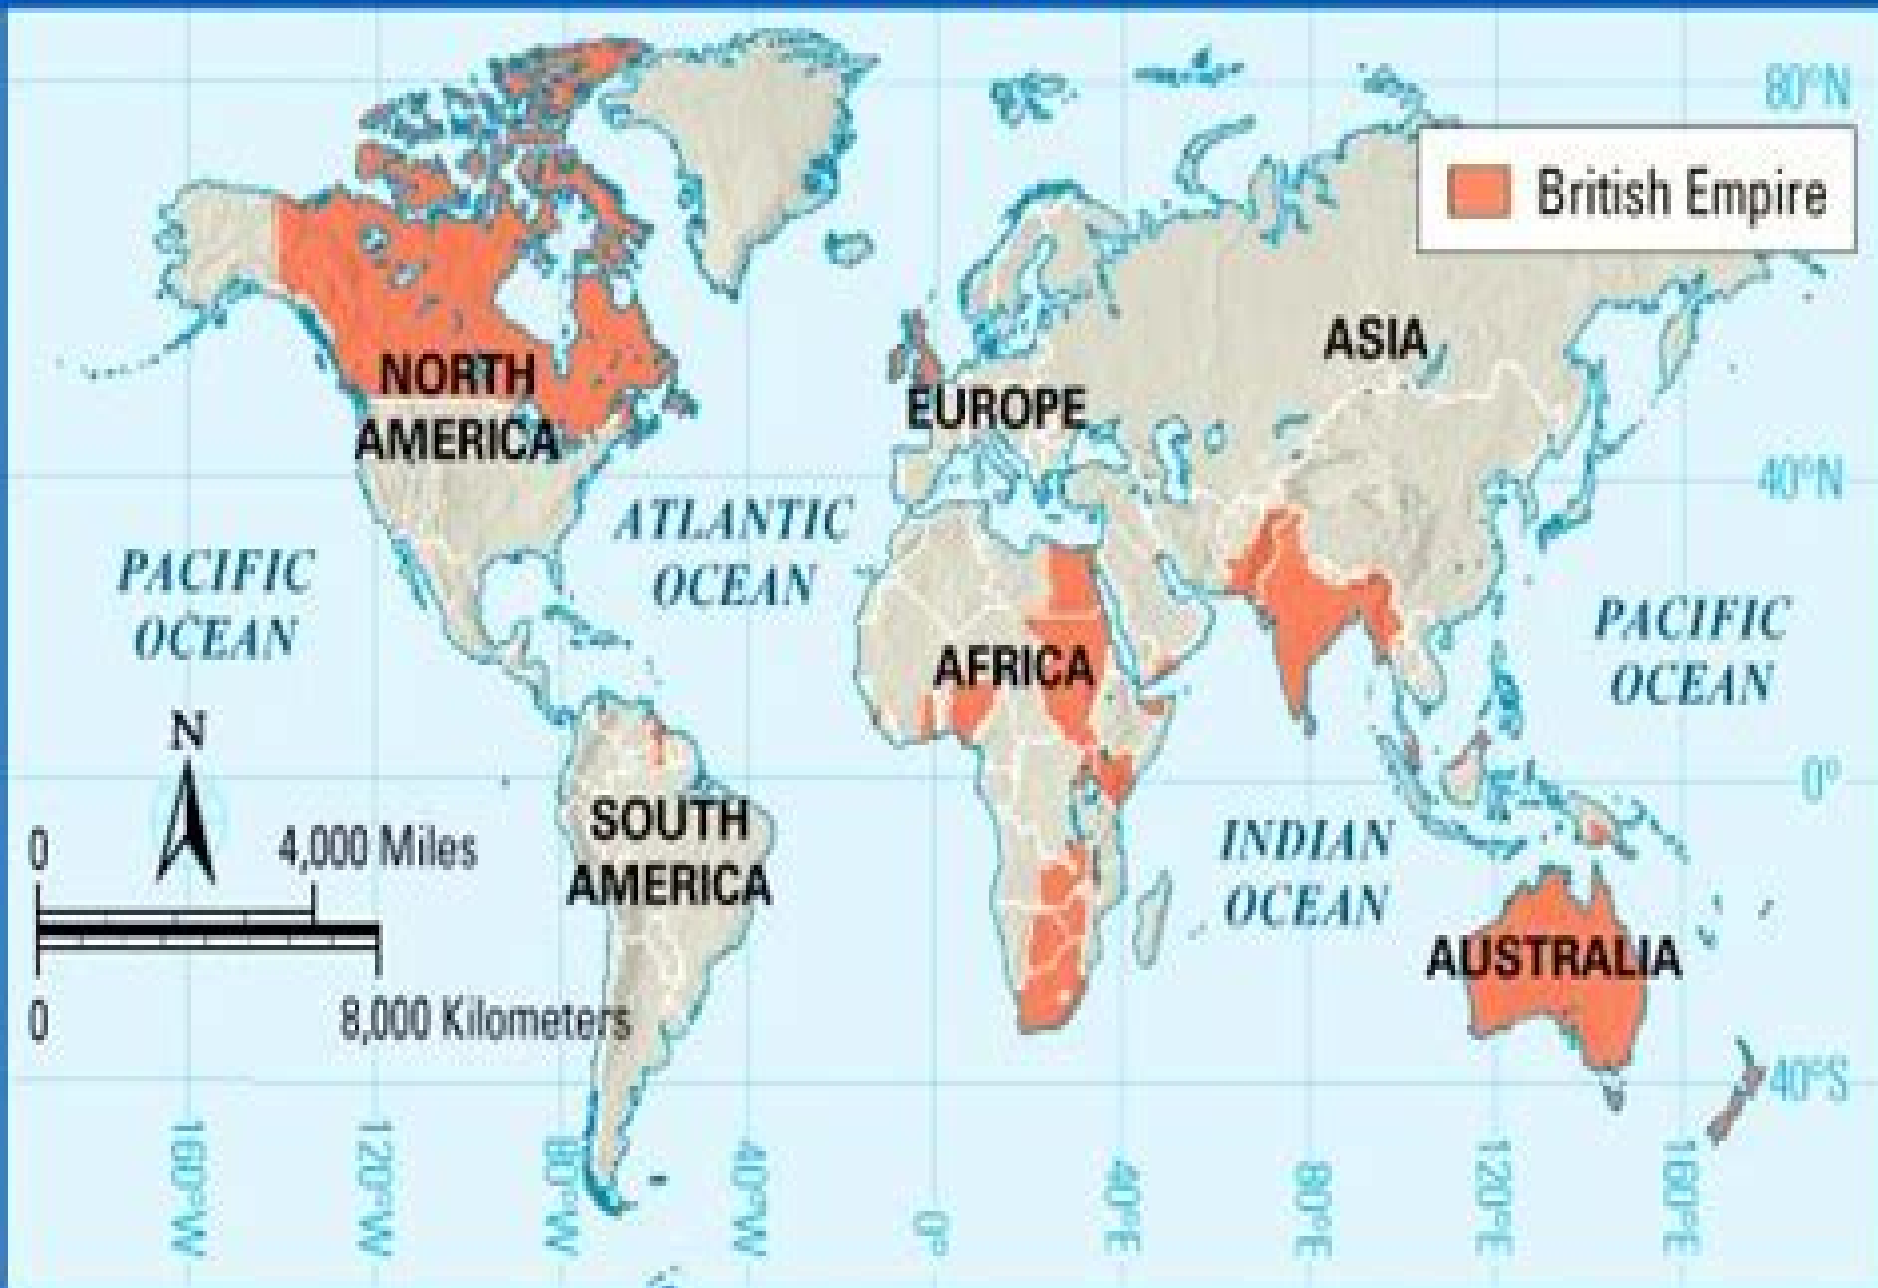 80°N
British Empire
ASIA
NORTH
AMERICA
EUROPE
40°N
ATLANTIC
OCEAN
PACIFIC
OCEAN
PACIFIC
OCEAN
AFRICA
N
0°
SOUTH
AMERICA
INDIAN
OCEAN
0
4,000 Miles
AUSTRALIA
0
8,000 Kilometers
40°S
160°W
120°W
80°W
40°W
0°
40°E
80°E
120°E
160°E